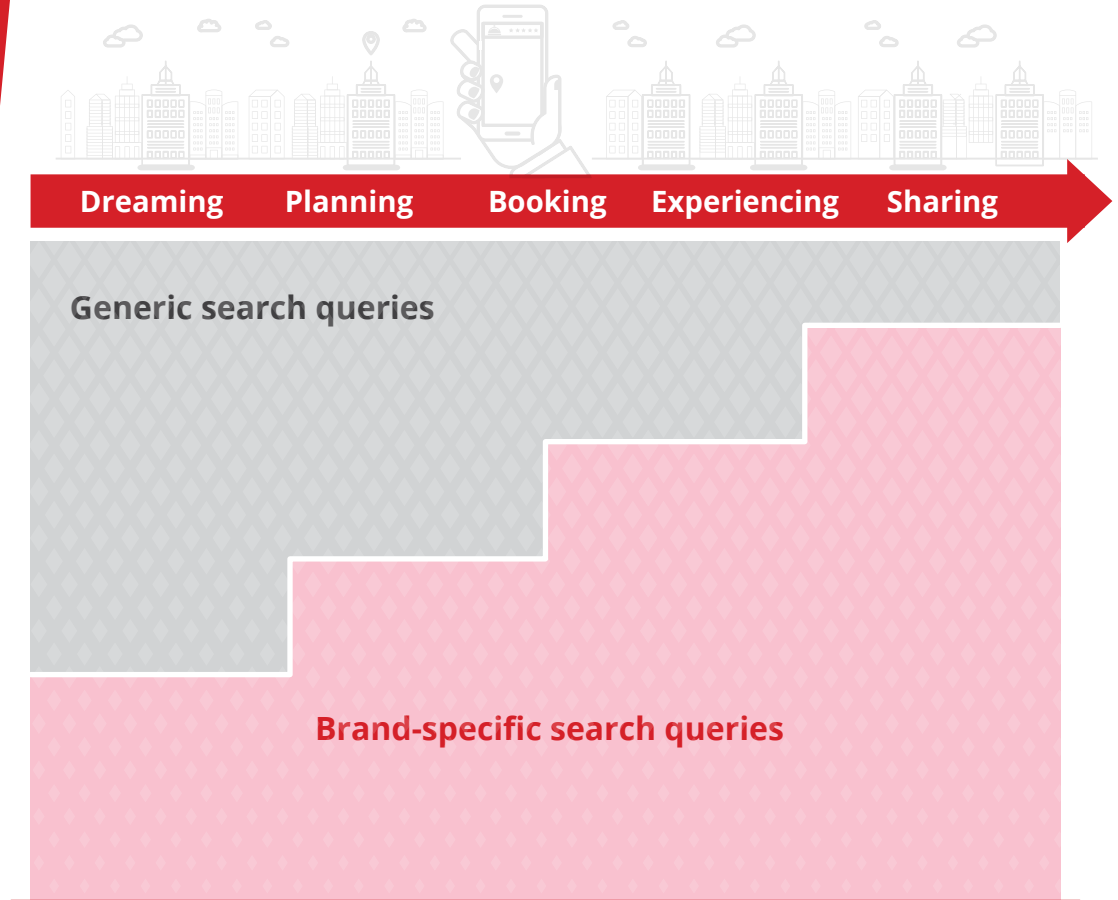 Dreaming Planning Booking Experiencing Sharing
Generic search queries
Brand-specific search queries